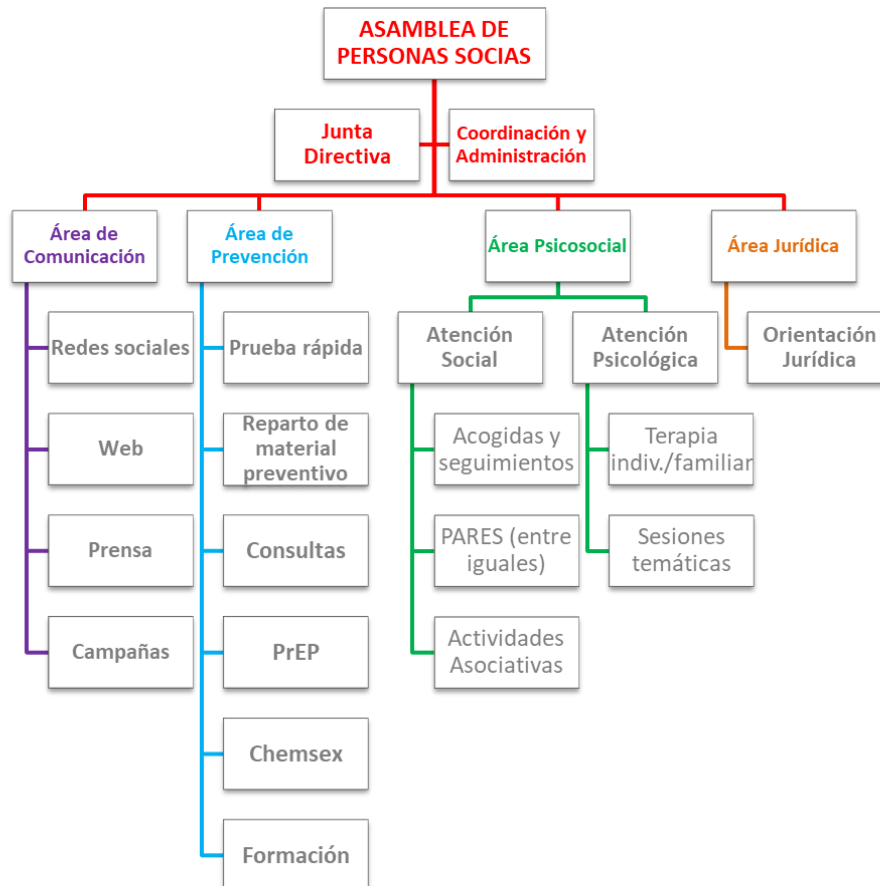 ASAMBLEA DE
PERSONAS SOCIAS
Junta
Directiva
Coordinación y
Administración
Área de
Comunicación
Área de
Prevención
Área Psicosocial
Área Jurídica
Redes sociales
Web
Prensa
Campañas
Prueba rápida
Reparto de
material
preventivo
Consultas
PrEP
Chemsex
Formación
Atención
Social
Acogidas y
seguimientos
PARES (entre
iguales)
Actividades
Asociativas
Atención
Psicológica
Terapia
indiv./familiar
Sesiones
temáticas
Orientación
Jurídica